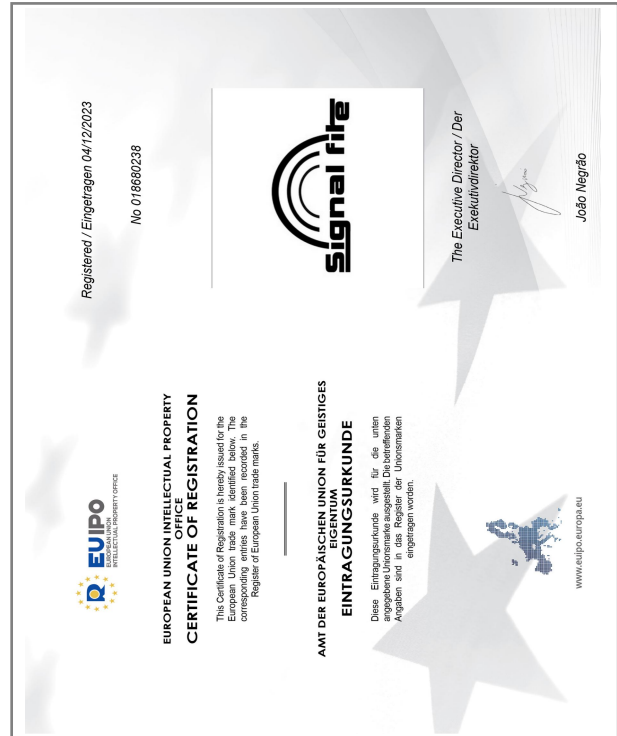 EUIPO
EUROPEAN UNION
INTELLECTUAL PROPERTY OFFICE
EUROPEAN UNION INTELLECTUAL PROPERTY
OFFICE
CERTIFICATE OF REGISTRATION
This Certificate of Registration is hereby issued for the
European Union trade mark identified below. The
corresponding entries have been recorded in the
Register of European Union trade marks.
AMT DER EUROPÄISCHEN UNION FÜR GEISTIGES
EIGENTUM
EINTRAGUNGSURKUNDE
Diese Eintragungsurkunde wird für die unten
angegebene Unionsmarke ausgestellt. Die betreffenden
Angaben sind in das Register der Unionsmarken
eingetragen worden.
www.euipo.europa.eu
Registered / Eingetragen 04/12/2023
No 018680238
Signal fite
The Executive Director / Der
Exekutivdirektor
João Negrão